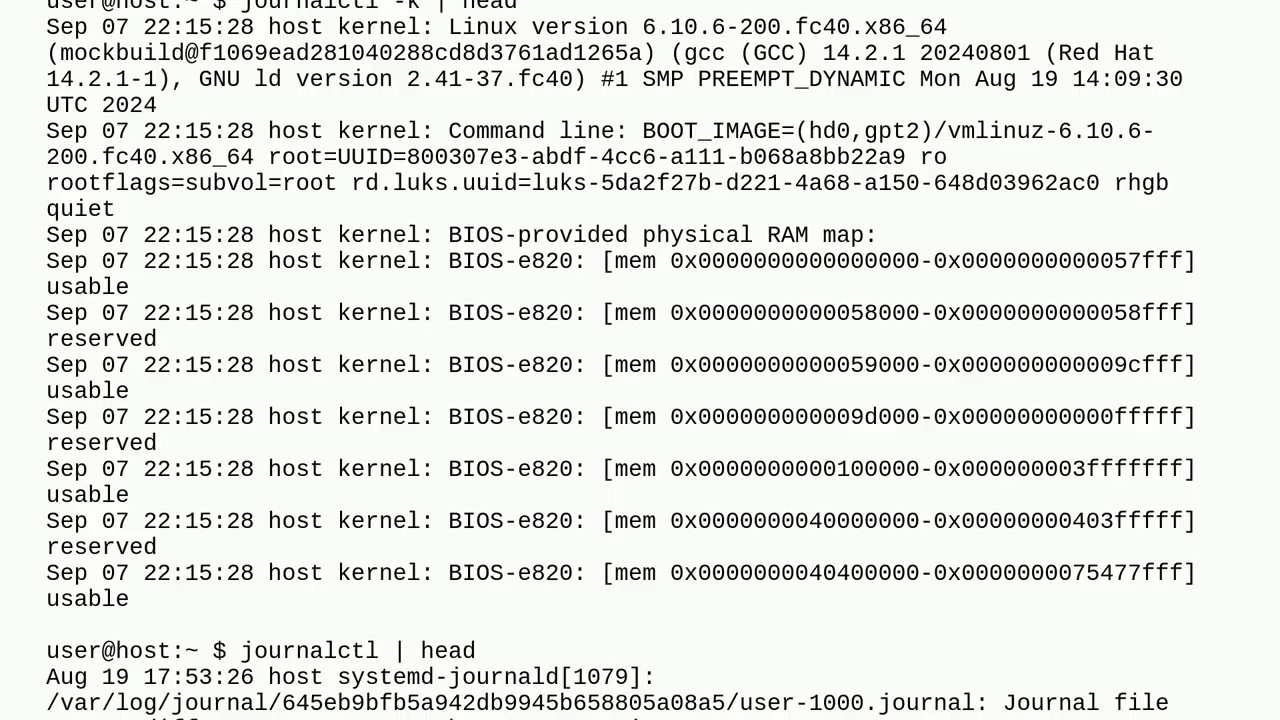 user@host:~ $ journalctl -k | head
Sep 07 22:15:28 host kernel: Linux version 6.10.6-200.fc40.x86_64
(mockbuild@f1069ead281040288cd8d3761ad1265a) (gcc (GCC) 14.2.1 20240801 (Red Hat
14.2.1-1), GNU ld version 2.41-37.fc40) #1 SMP PREEMPT_DYNAMIC Mon Aug 19 14:09:30
UTC 2024
Sep 07 22:15:28 host kernel: Command line: BOOT_IMAGE=(hd0,gpt2)/vmlinuz-6.10.6-
200.fc40.x86_64 root=UUID=800307e3-abdf-4cc6-a111-b068a8bb22a9 ro
rootflags=subvol=root rd.luks.uuid=luks-5da2f27b-d221-4a68-a150-648d03962ac0 rhgb
quiet
Sep 07 22:15:28 host kernel: BIOS-provided physical RAM map:
Sep 07 22:15:28 host kernel: BIOS-e820: [mem 0x0000000000000000-0x0000000000057fff]
usable
Sep 07 22:15:28 host kernel: BIOS-e820: [mem 0x0000000000058000-0x0000000000058fff]
reserved
Sep 07 22:15:28 host kernel: BIOS-e820: [mem 0x0000000000059000-0x000000000009cfff]
usable
Sep 07 22:15:28 host kernel: BIOS-e820: [mem 0x000000000009d000-0x00000000000fffff]
reserved
Sep 07 22:15:28 host kernel: BIOS-e820: [mem 0x0000000000100000-0x000000003fffffff]
usable
Sep 07 22:15:28 host kernel: BIOS-e820: [mem 0x0000000040000000-0x00000000403fffff]
reserved
Sep 07 22:15:28 host kernel: BIOS-e820: [mem 0x0000000040400000-0x0000000075477fff]
usable
user@host:~ $ journalctl | head
Aug 19 17:53:26 host systemd-journald[1079]:
/var/log/journal/645eb9bfb5a942db9945b658805a08a5/user-1000.journal: Journal file